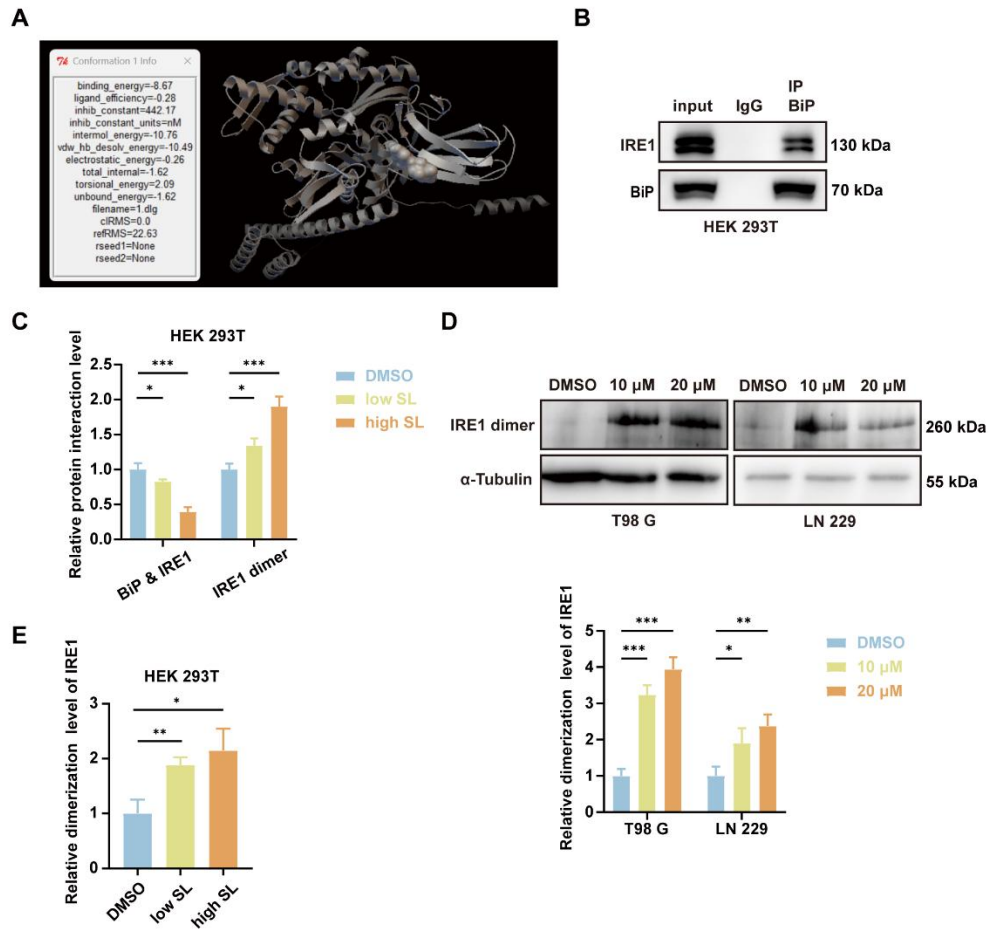 A
Conformation 1 Info
binding_energy=-8.67
ligand_efficiency=-0.28
inhib_constant=442.17
inhib_constant_units=nM
intermol_energy=-10.76
vdw_hb_desolv_energy=-10.49
electrostatic_energy=-0.26
total_internal=-1.62
torsional_energy=2.09
unbound_energy=-1.62
filename=1.dlg
clRMS=0.0
refRMS=22.63
rseed1=None
rseed2=None
B
IP
input IgG BiP
IRE1 130 kDa
BiP 70 kDa
HEK 293T
C
HEK 293T
Relative protein interaction level
2.5
2.0
1.5
1.0
0.5
0.0
*** ***
* *
DMSO
low SL
high SL
BiP & IRE1 IRE1 dimer
D
DMSO 10 μM 20 μM DMSO 10 μM 20 μM
IRE1 dimer 260 kDa
α-Tubulin 55 kDa
T98 G LN 229
Relative dimerization level of IRE1
5
4
3
2
1
0
*** **
*** *
DMSO
10 μM
20 μM
T98 G LN 229
E
HEK 293T
Relative dimerization level of IRE1
3
2
1
0
*
**
DMSO low SL high SL